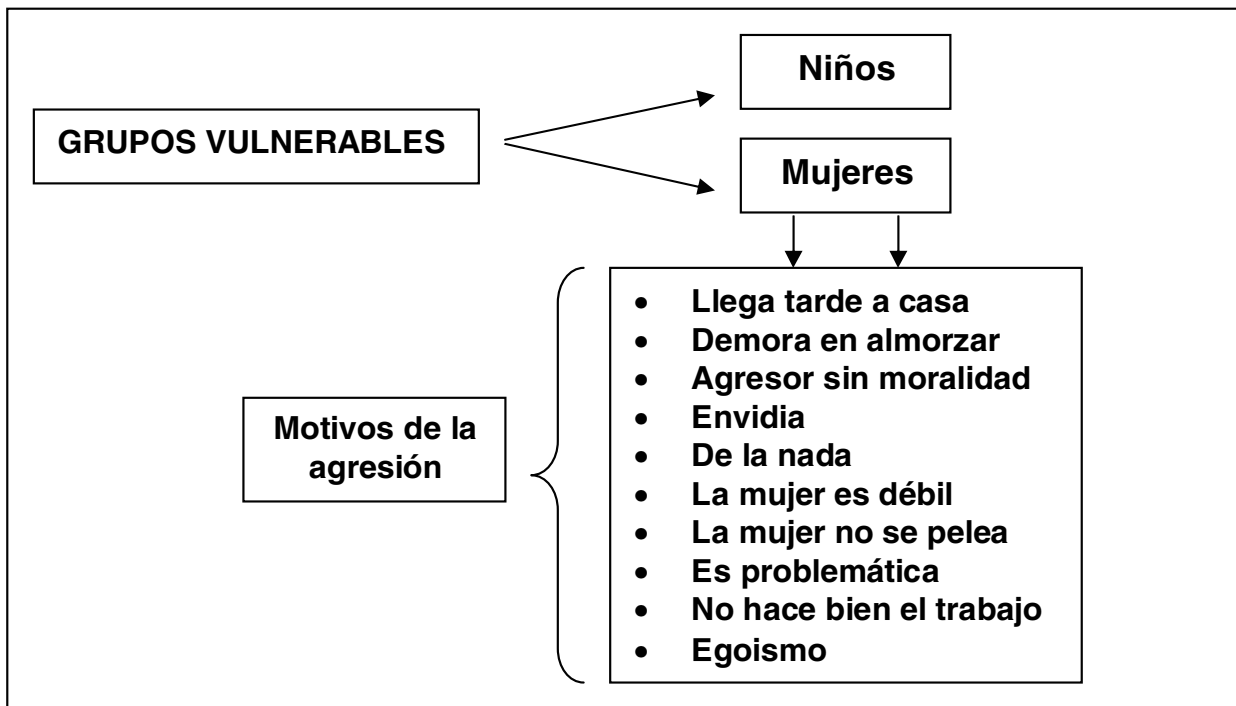 Niños
GRUPOS VULNERABLES
Mujeres
• Llega tarde a casa
• Demora en almorzar
• Agresor sin moralidad
• Envidia
• De la nada
• La mujer es débil
• La mujer no se pelea
• Es problemática
• No hace bien el trabajo
• Egoismo
Motivos de la
agresión